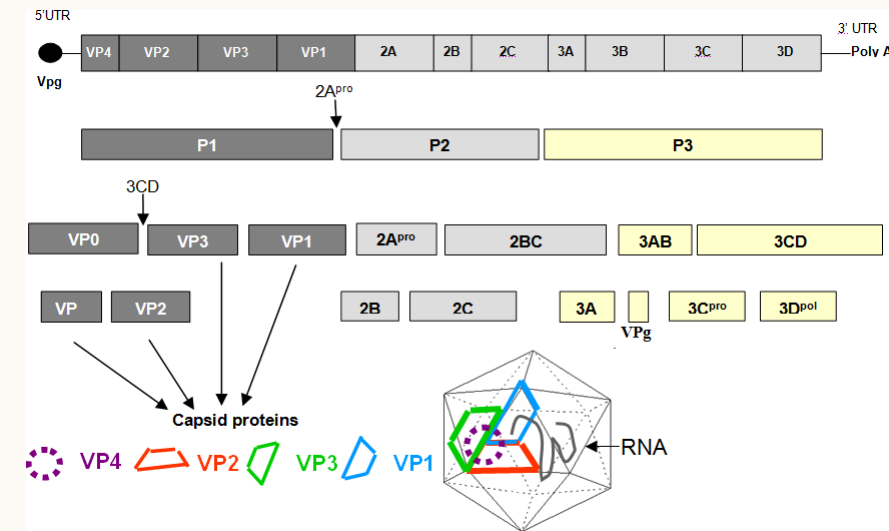 5'UTR
3' UTR
VP4 VP2 VP3 VP1 2A 2B 2C 3A 3B 3C 3D
Poly A
Vpg
2Apro
P1 P2 P3
3CD
VP0 VP3 VP1 2Apro 2BC 3AB 3CD
VP VP2 2B 2C 3A 3Cpro 3Dpol
VPg
Capsid proteins
RNA
VP4 VP2 VP3 VP1